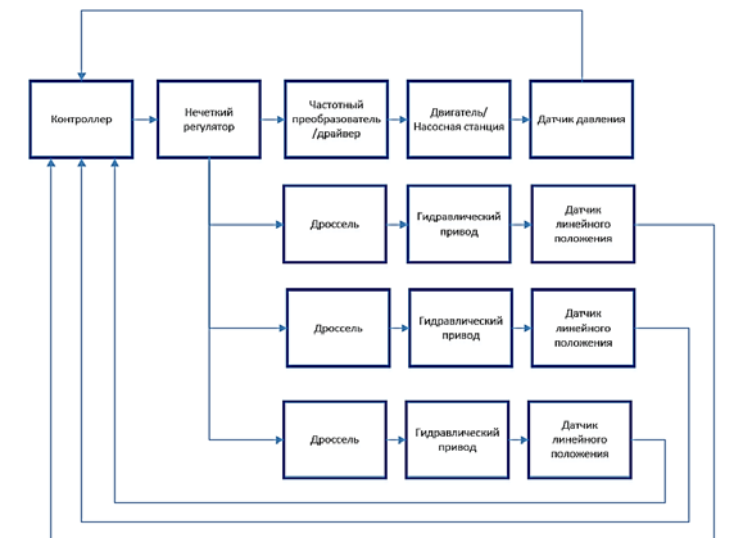 Контроллер
Нечеткий
регулятор
Частотный
преобразователь
/драйвер
Двигатель/
Насосная станция
Датчик давления
Дроссель
Гидравлический
привод
Датчик
линейного
положения
Дроссель
Гидравлический
привод
Датчик
линейного
положения
Дроссель
Гидравлический
привод
Датчик
линейного
положения